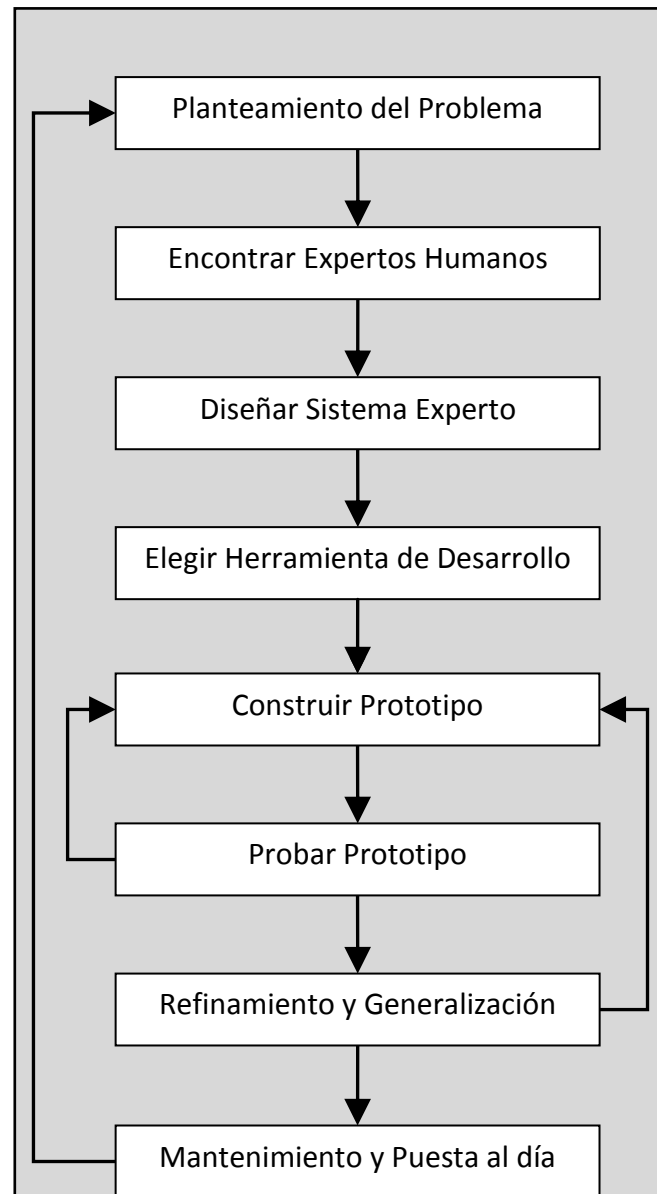 Planteamiento del Problema
Encontrar Expertos Humanos
Diseñar Sistema Experto
Elegir Herramienta de Desarrollo
Construir Prototipo
Probar Prototipo
Refinamiento y Generalización
Mantenimiento y Puesta al día